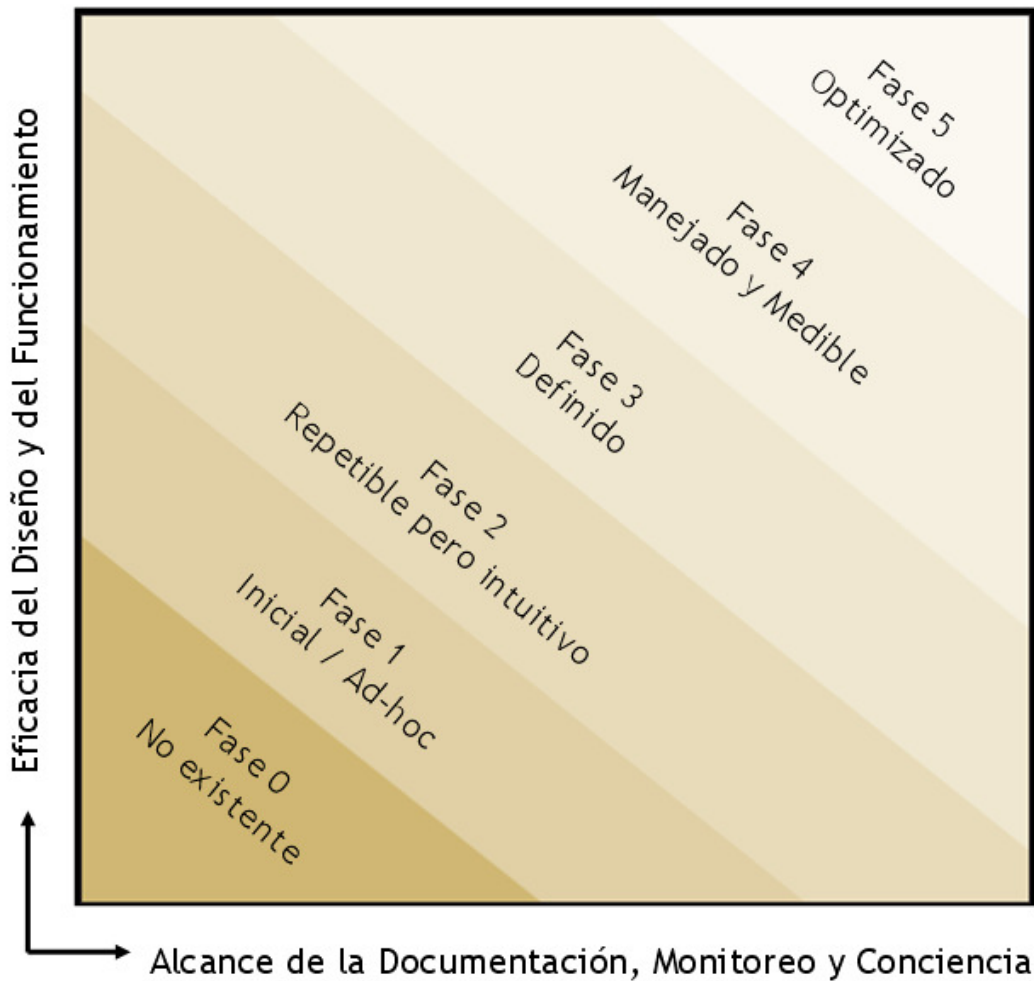 Eficacia del Diseño y del Funcionamiento
Fase 5
Optimizado
Fase 4
Manejado y Medible
Fase 3
Definido
Fase 2
Repetible pero intuitivo
Fase 1
Inicial / Ad-hoc
Fase 0
No existente
Alcance de la Documentación, Monitoreo y Conciencia